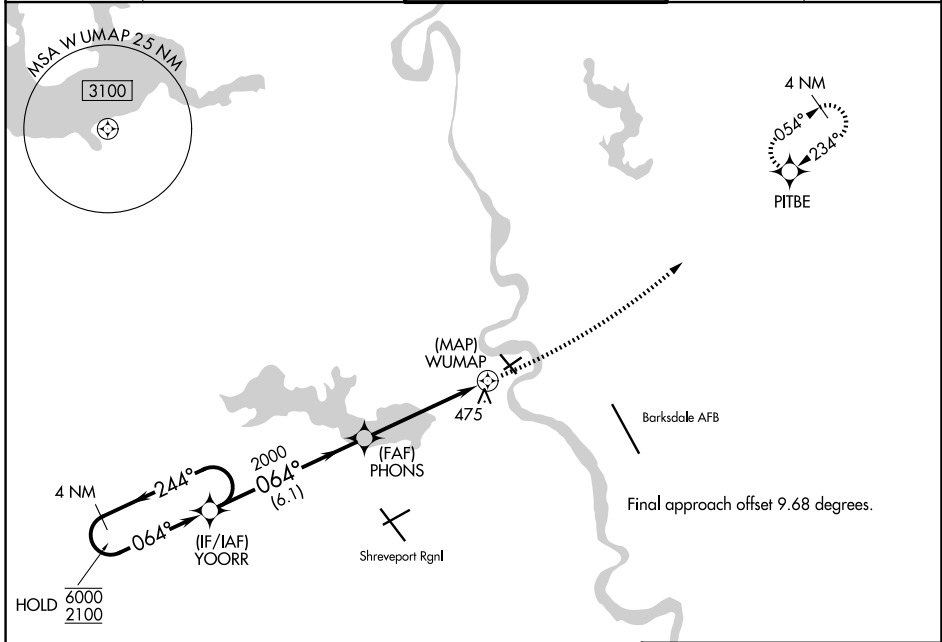 MSA WUMAP 25 NM
3100
4 NM
054°
234°
PITBE
(MAP)
WUMAP
475
Barksdale AFB
2000
064°
(6.1)
(FAF)
PHONS
Final approach offset 9.68 degrees.
4 NM
244°
064°
(IF/IAF)
YOORR
Shreveport Rgnl
HOLD 6000
2100